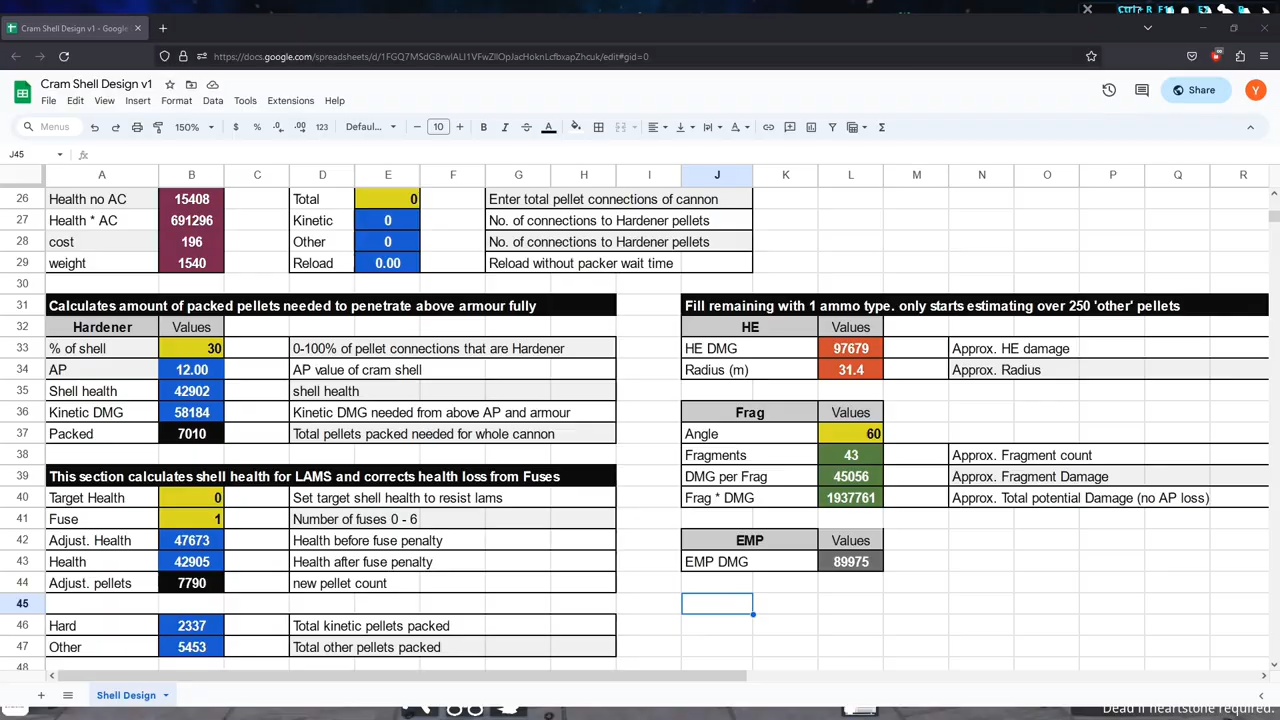 Ctrl+ R F1
Cram Shell Design v1 - Google
https://docs.google.com/spreadsheets/d/1FGQ7MSdG8rwIALI1VFwZIIOpJacHoknLcfbxapZhcuk/edit#gid=0
Cram Shell Design v1
File Edit View Insert Format Data Tools Extensions Help
Share
Y
Menus 150% $ % .0 .00 123 Defaul... 10 B I A Σ
J45 fx
A B C D E F G H I J K L M N O P Q R
26 Health no AC 15408 Total 0 Enter total pellet connections of cannon
27 Health * AC 691296 Kinetic 0 No. of connections to Hardener pellets
28 cost 196 Other 0 No. of connections to Hardener pellets
29 weight 1540 Reload 0.00 Reload without packer wait time
30
31 Calculates amount of packed pellets needed to penetrate above armour fully Fill remaining with 1 ammo type. only starts estimating over 250 'other' pellets
32 Hardener Values HE Values
33 % of shell 30 0-100% of pellet connections that are Hardener HE DMG 97679 Approx. HE damage
34 AP 12.00 AP value of cram shell Radius (m) 31.4 Approx. Radius
35 Shell health 42902 shell health
36 Kinetic DMG 58184 Kinetic DMG needed from above AP and armour Frag Values
37 Packed 7010 Total pellets packed needed for whole cannon Angle 60
38 Fragments 43 Approx. Fragment count
39 This section calculates shell health for LAMS and corrects health loss from Fuses DMG per Frag 45056 Approx. Fragment Damage
40 Target Health 0 Set target shell health to resist lams Frag * DMG 1937761 Approx. Total potential Damage (no AP loss)
41 Fuse 1 Number of fuses 0 - 6
42 Adjust. Health 47673 Health before fuse penalty EMP Values
43 Health 42905 Health after fuse penalty EMP DMG 89975
44 Adjust. pellets 7790 new pellet count
45
46 Hard 2337 Total kinetic pellets packed
47 Other 5453 Total other pellets packed
48
Shell Design
Dead if heartstone required.